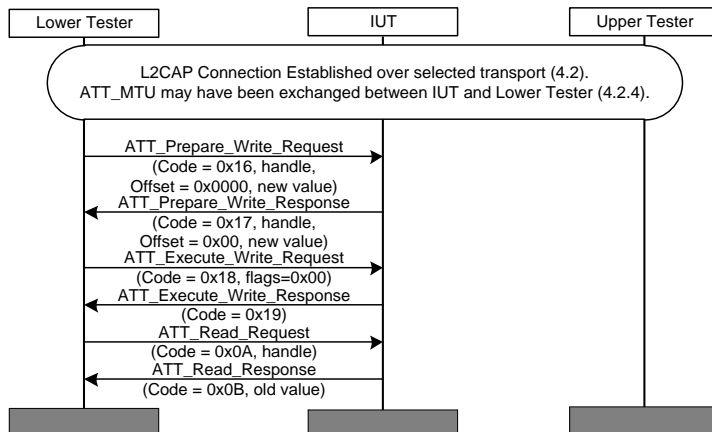 Lower Tester
IUT
Upper Tester
L2CAP Connection Established over selected transport (4.2).
ATT_MTU may have been exchanged between IUT and Lower Tester (4.2.4).
ATT_Prepare_Write_Request
(Code = 0x16, handle,
Offset = 0x0000, new value)
ATT_Prepare_Write_Response
(Code = 0x17, handle,
Offset = 0x00, new value)
ATT_Execute_Write_Request
(Code = 0x18, flags=0x00)
ATT_Execute_Write_Response
(Code = 0x19)
ATT_Read_Request
(Code = 0x0A, handle)
ATT_Read_Response
(Code = 0x0B, old value)